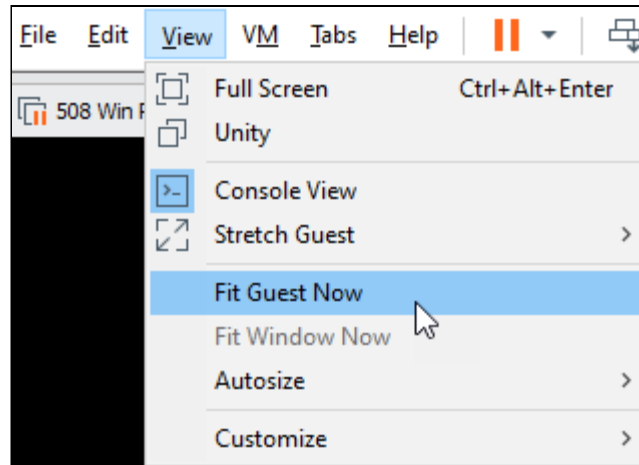 File Edit View VM Tabs Help
508 Win
Full Screen Ctrl+Alt+Enter
Unity
Console View
Stretch Guest
Fit Guest Now
Fit Window Now
Autosize
Customize